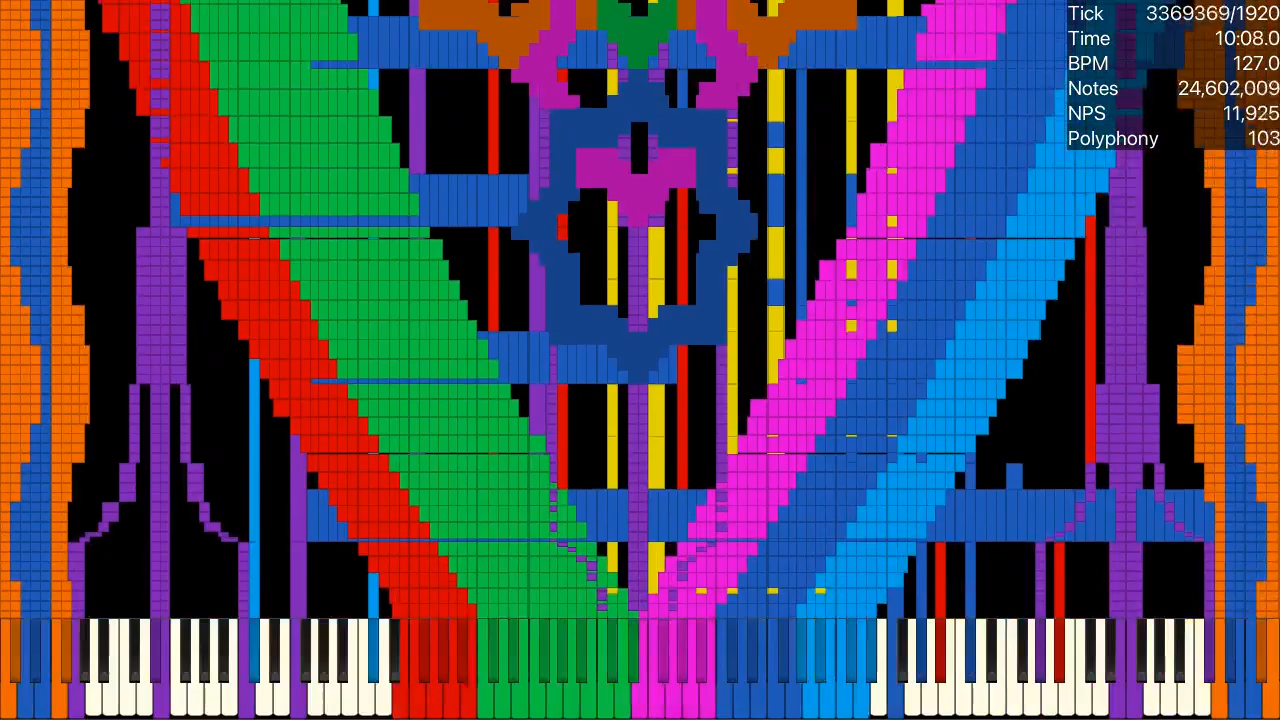 Tick 3369369/1920
Time 10:08.0
BPM 127.0
Notes 24,602,009
NPS 11,925
Polyphony 103